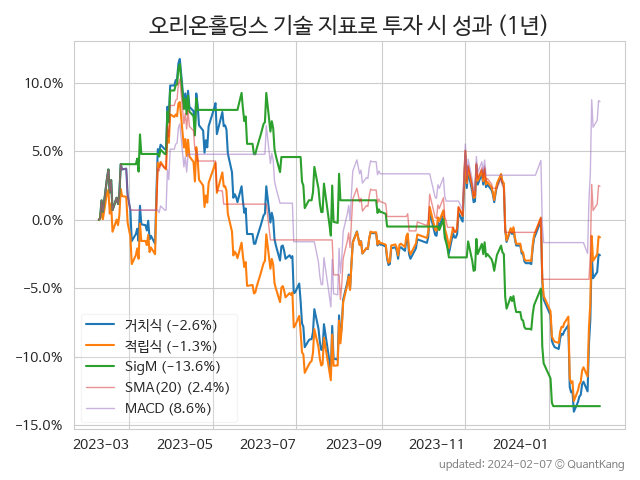 오리온홀딩스 기술 지표로 투자 시 성과 (1년)
10.0%
5.0%
0.0%
−5.0%
−10.0%
−15.0%
거치식 (−2.6%)
적립식 (−1.3%)
SigM (−13.6%)
SMA(20) (2.4%)
MACD (8.6%)
2023-03 2023-05 2023-07 2023-09 2023-11 2024-01
updated: 2024-02-07 © QuantKang